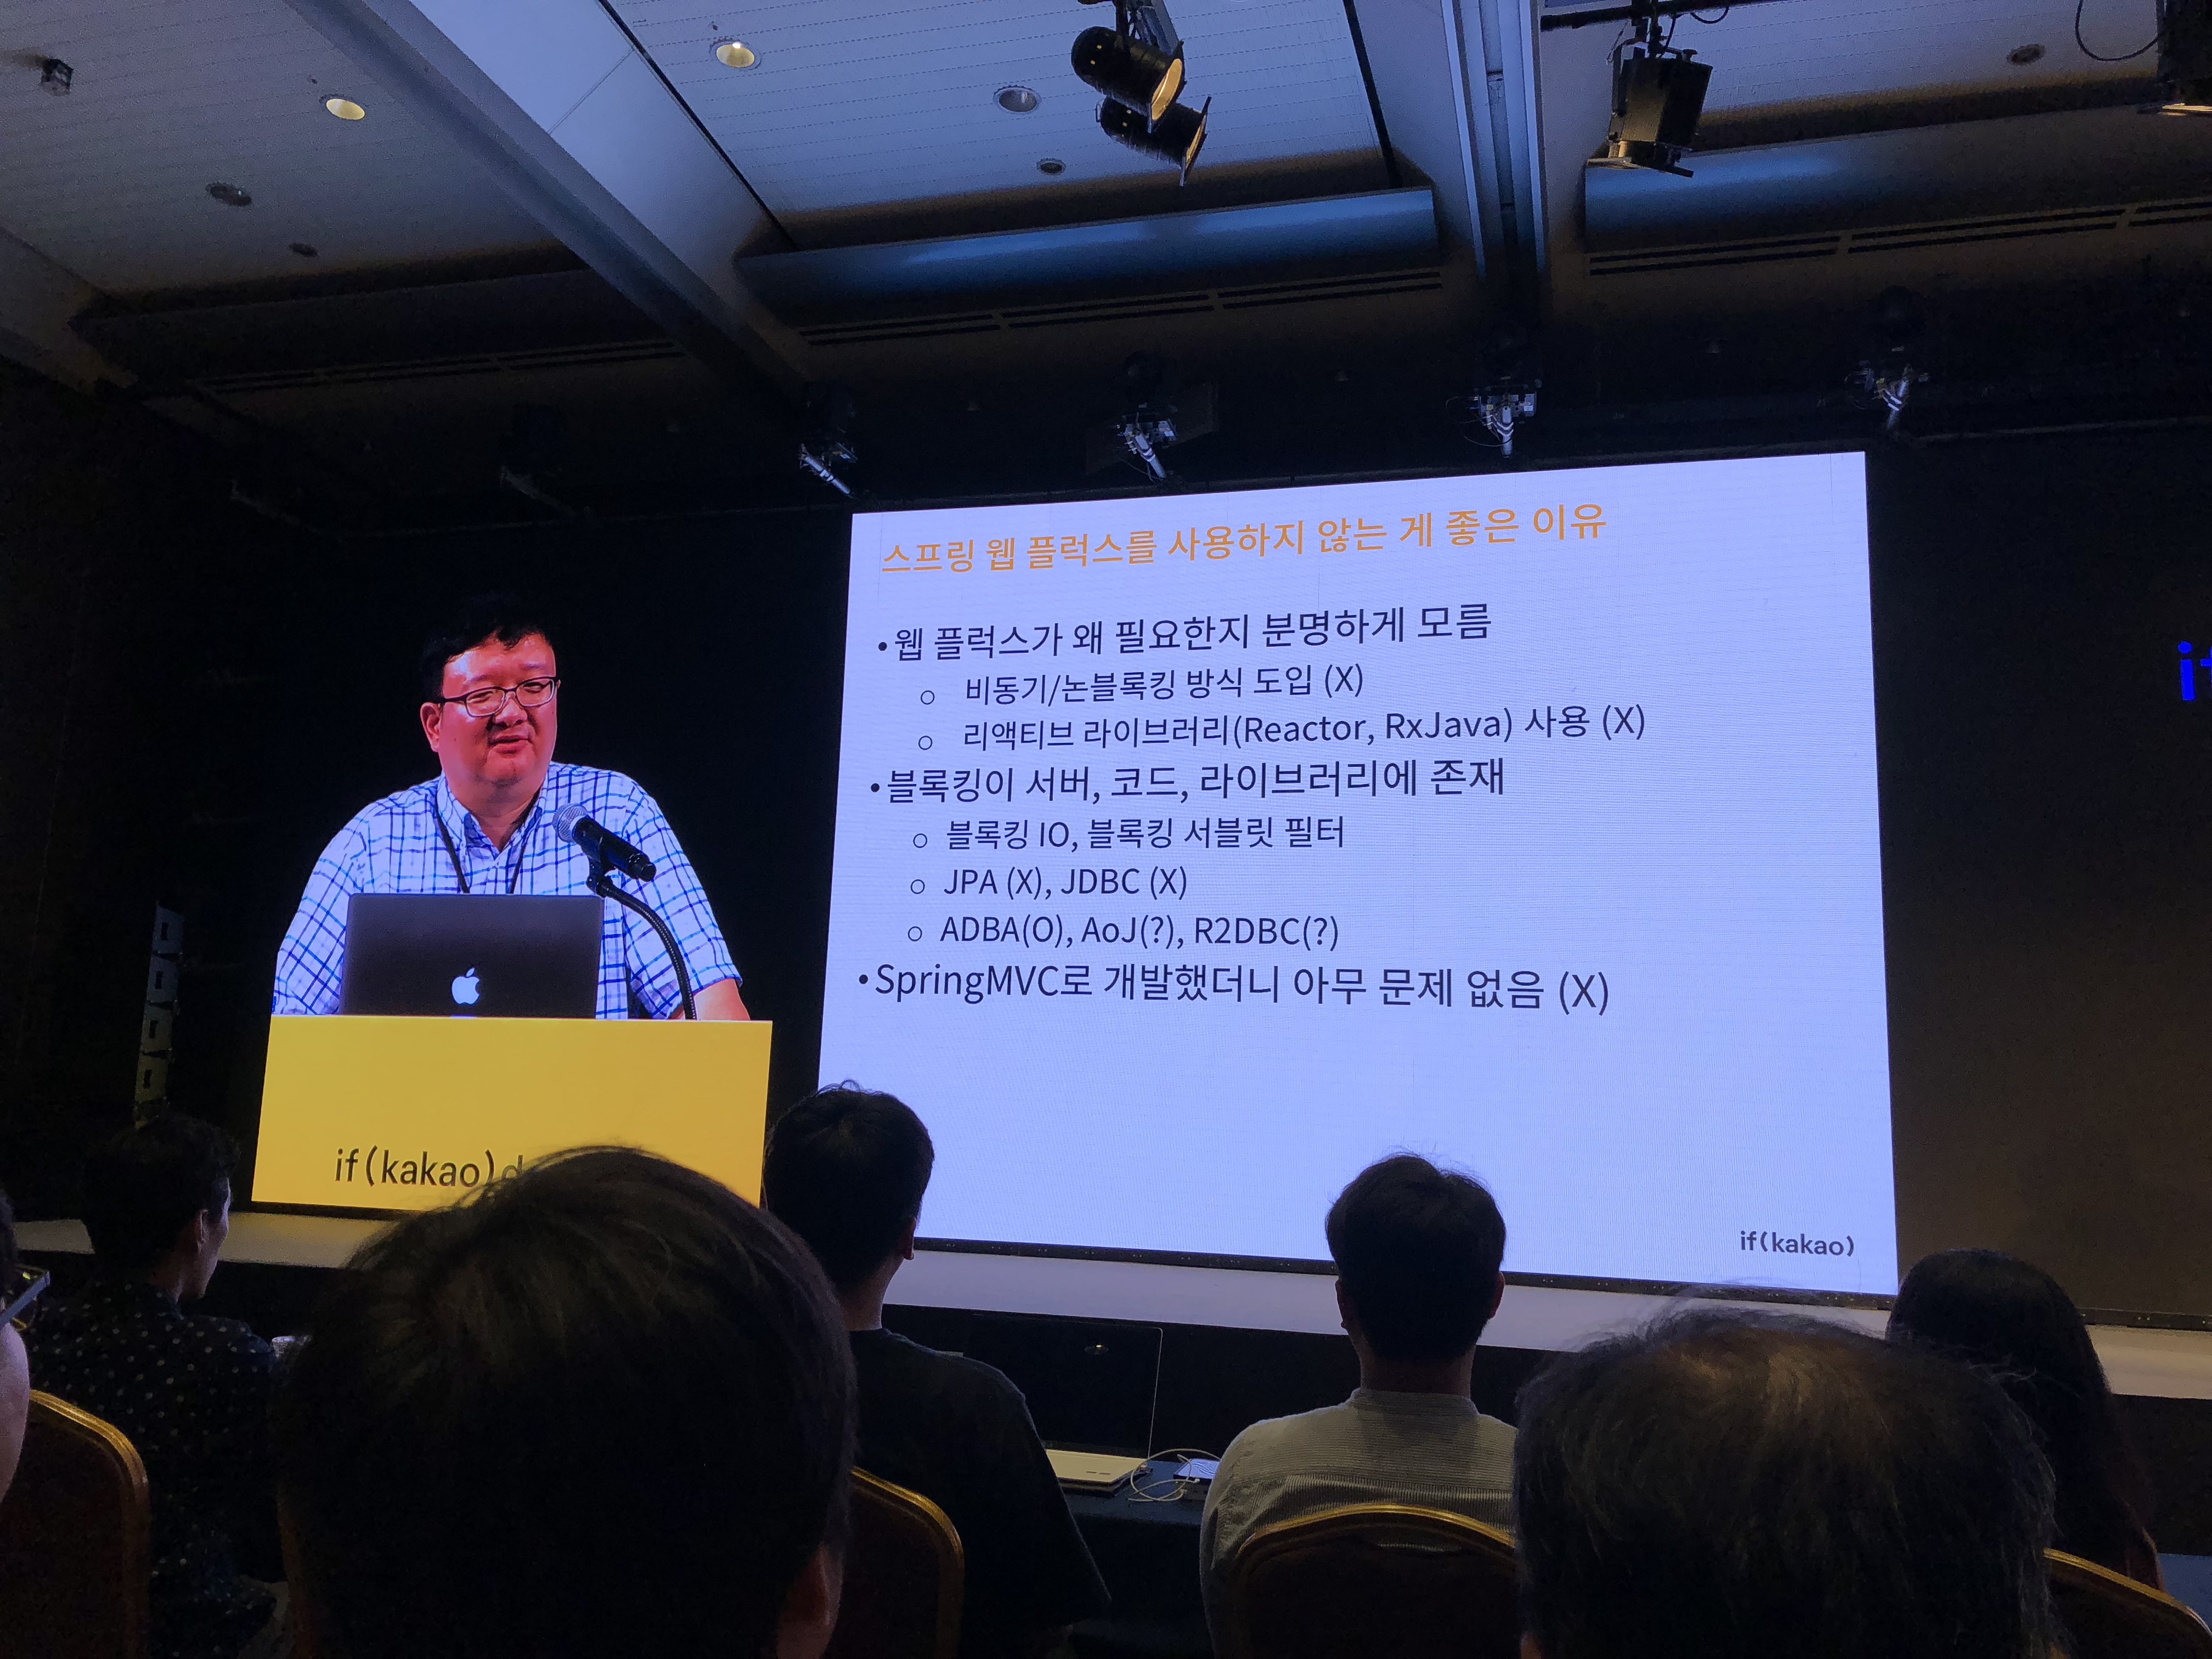 스프링 웹 플럭스를 사용하지 않는 게 좋은 이유
•웹 플럭스가 왜 필요한지 분명하게 모름
○ 비동기/논블록킹 방식 도입 (X)
○ 리액티브 라이브러리(Reactor, RxJava) 사용 (X)
•블록킹이 서버, 코드, 라이브러리에 존재
○ 블록킹 IO, 블록킹 서블릿 필터
○ JPA (X), JDBC (X)
○ ADBA(O), AoJ(?), R2DBC(?)
•SpringMVC로 개발했더니 아무 문제 없음 (X)
if(kakao)
if(kakao)d
if